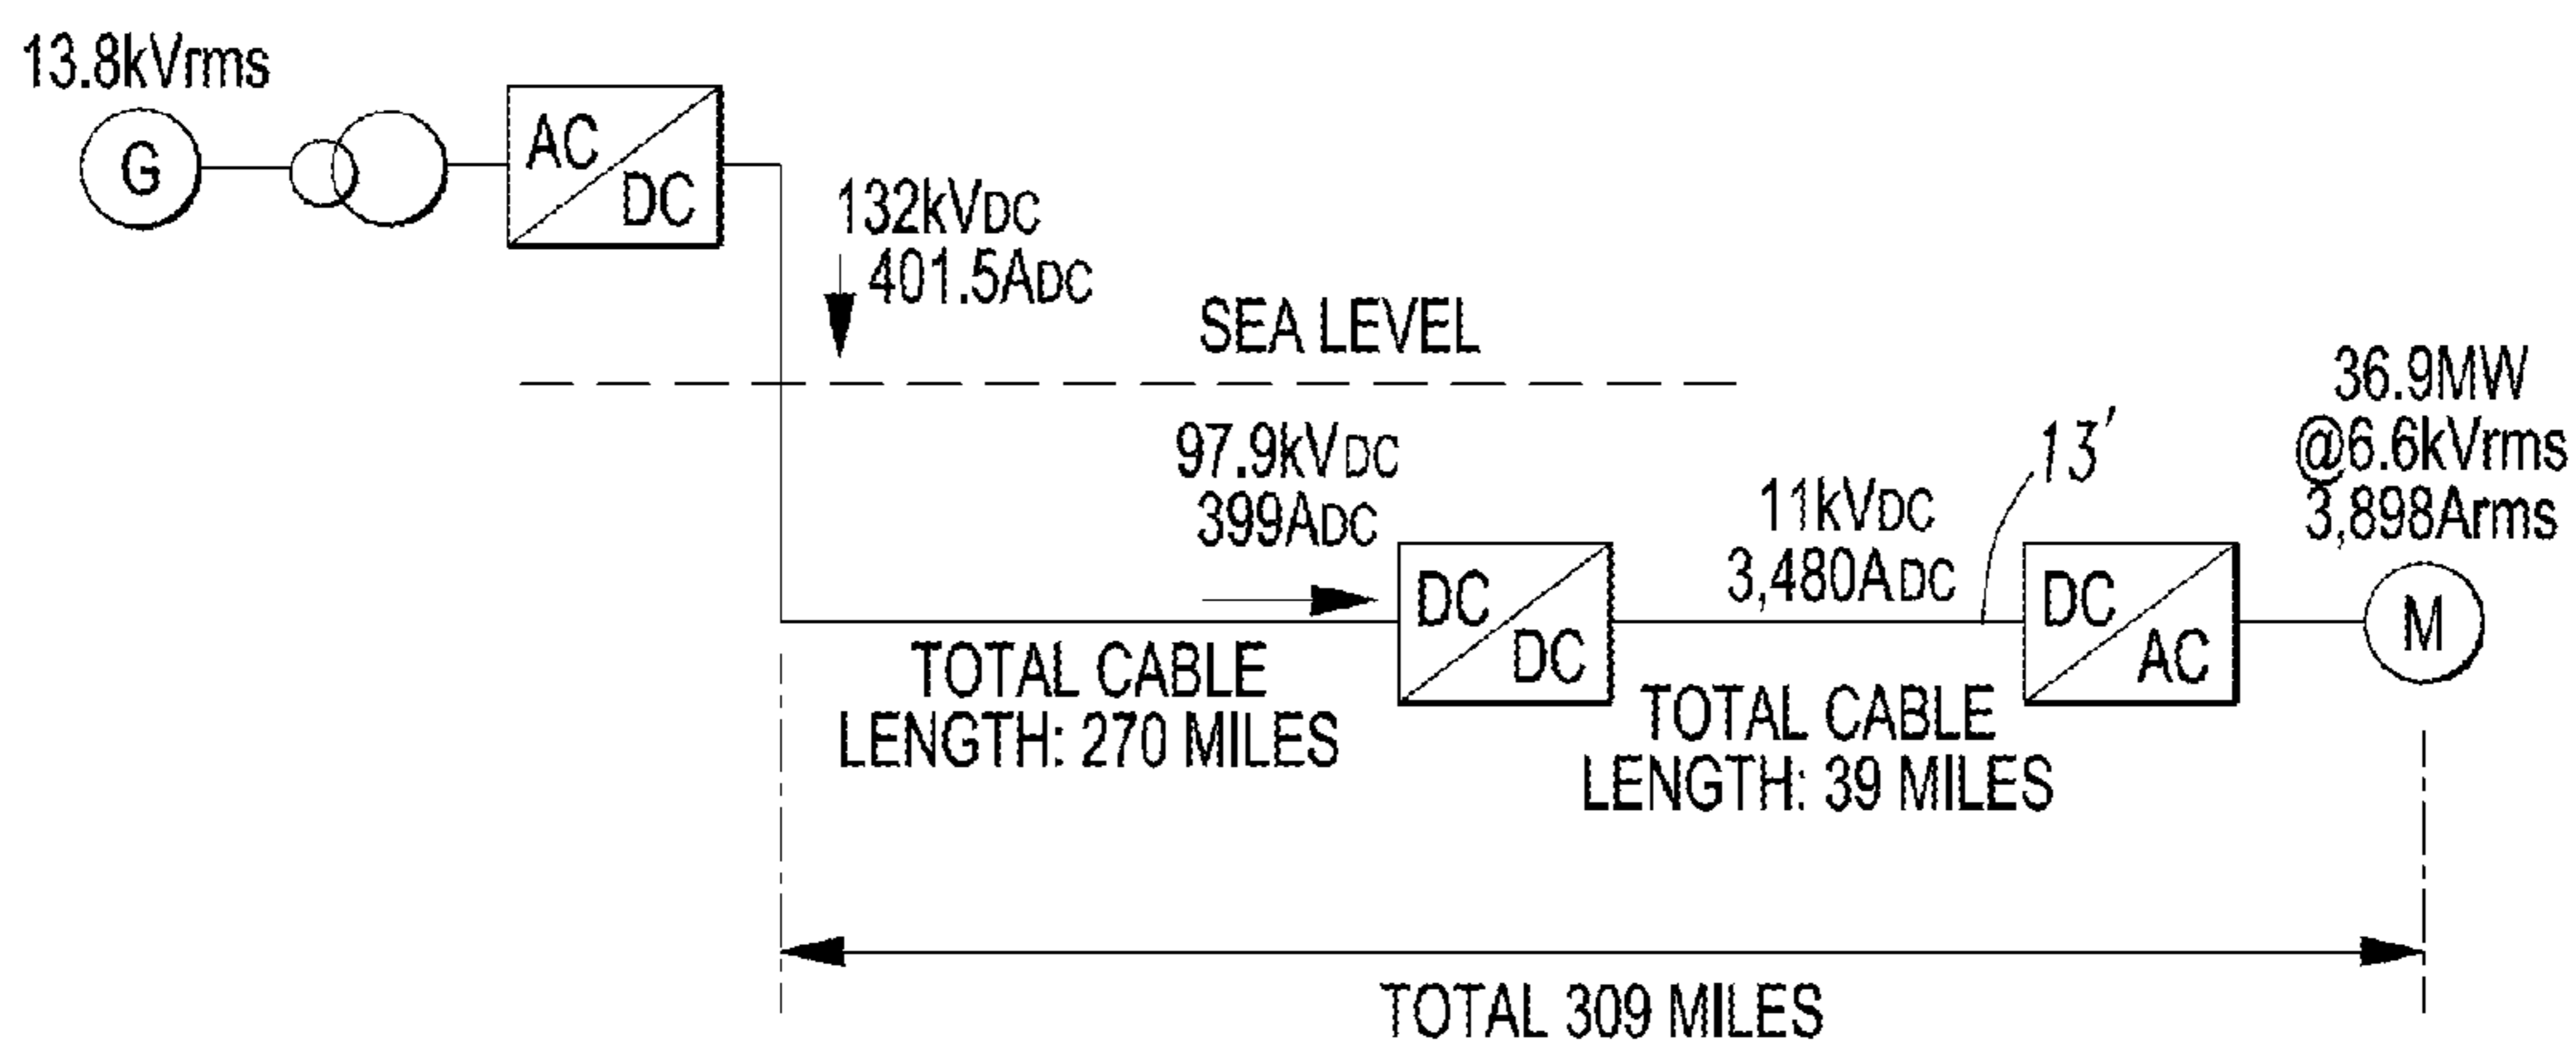 13.8kVrms
G
AC
DC
132kVDC
401.5ADC
SEA LEVEL
97.9kVDC
399ADC
DC
DC
11kVDC
3,480ADC
13'
DC
AC
36.9MW
@6.6kVrms
3,898Arms
M
TOTAL CABLE
LENGTH: 270 MILES
TOTAL CABLE
LENGTH: 39 MILES
TOTAL 309 MILES